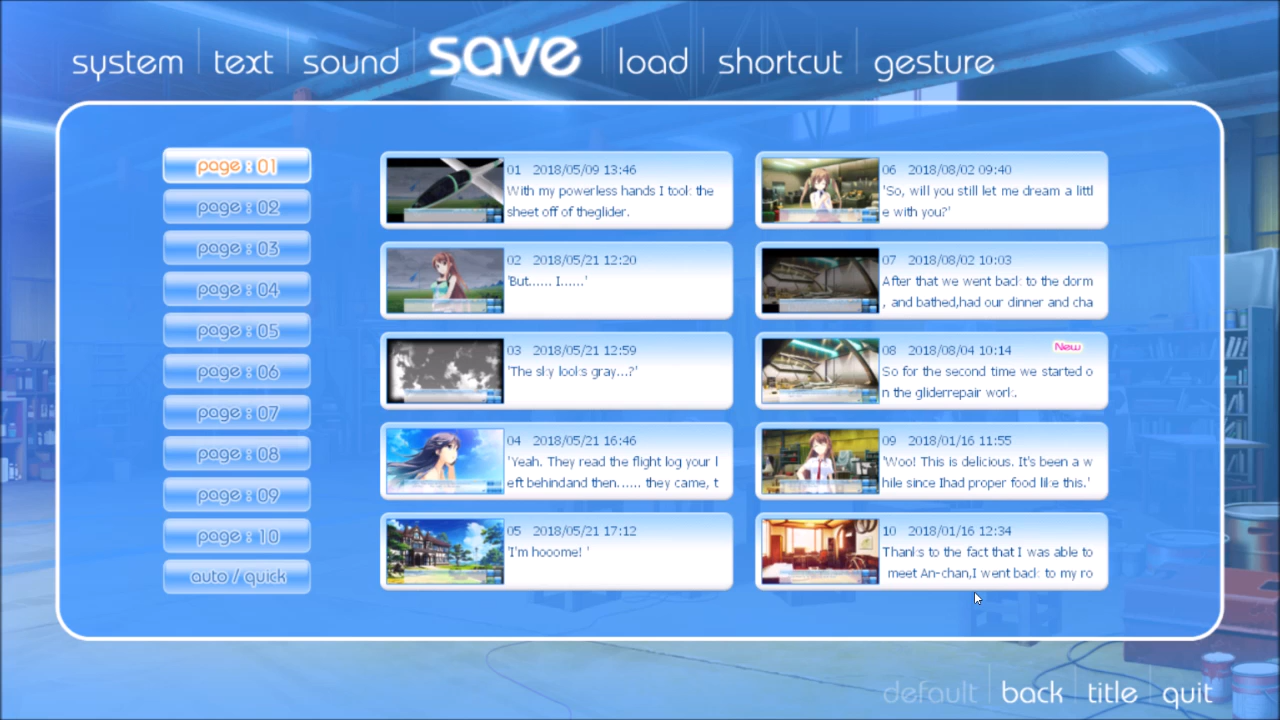 system text sound save load shortcut gesture
page : 01
page : 02
page : 03
page : 04
page : 05
page : 06
page : 07
page : 08
page : 09
page : 10
auto / quick
01 2018/05/09 13:46
With my powerless hands I took the
sheet off of theglider.
02 2018/05/21 12:20
'But...... I......'
03 2018/05/21 12:59
'The sky looks gray...?'
04 2018/05/21 16:46
'Yeah. They read the flight log your l
eft behindand then...... they came, t
05 2018/05/21 17:12
'I'm hooome! '
06 2018/08/02 09:40
'So, will you still let me dream a littl
e with you?'
07 2018/08/02 10:03
After that we went back to the dorm
, and bathed,had our dinner and cha
08 2018/08/04 10:14 New
So for the second time we started o
n the gliderrepair work.
09 2018/01/16 11:55
'Woo! This is delicious. It's been a w
hile since Ihad proper food like this.'
10 2018/01/16 12:34
Thanks to the fact that I was able to
meet An-chan,I went back to my ro
default back title quit